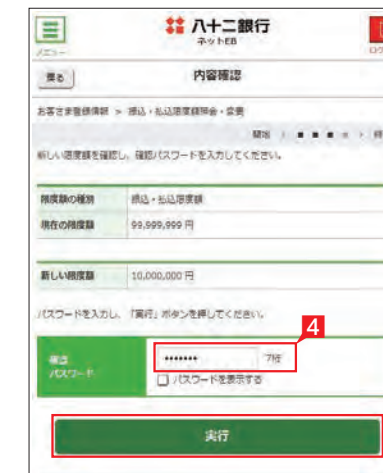 八十二銀行
ネットEB
メニュー
戻る
内容確認
お客さま登録情報 > 振込・払込限度額照会・変更
開始
新しい限度額を確認し、確認パスワードを入力してください。
限度額の種別 振込・払込限度額
現在の限度額 99,999,999 円
新しい限度額 10,000,000 円
パスワードを入力し、「実行」ボタンを押してください。
4
確認
パスワード
******* 7桁
パスワードを表示する
実行